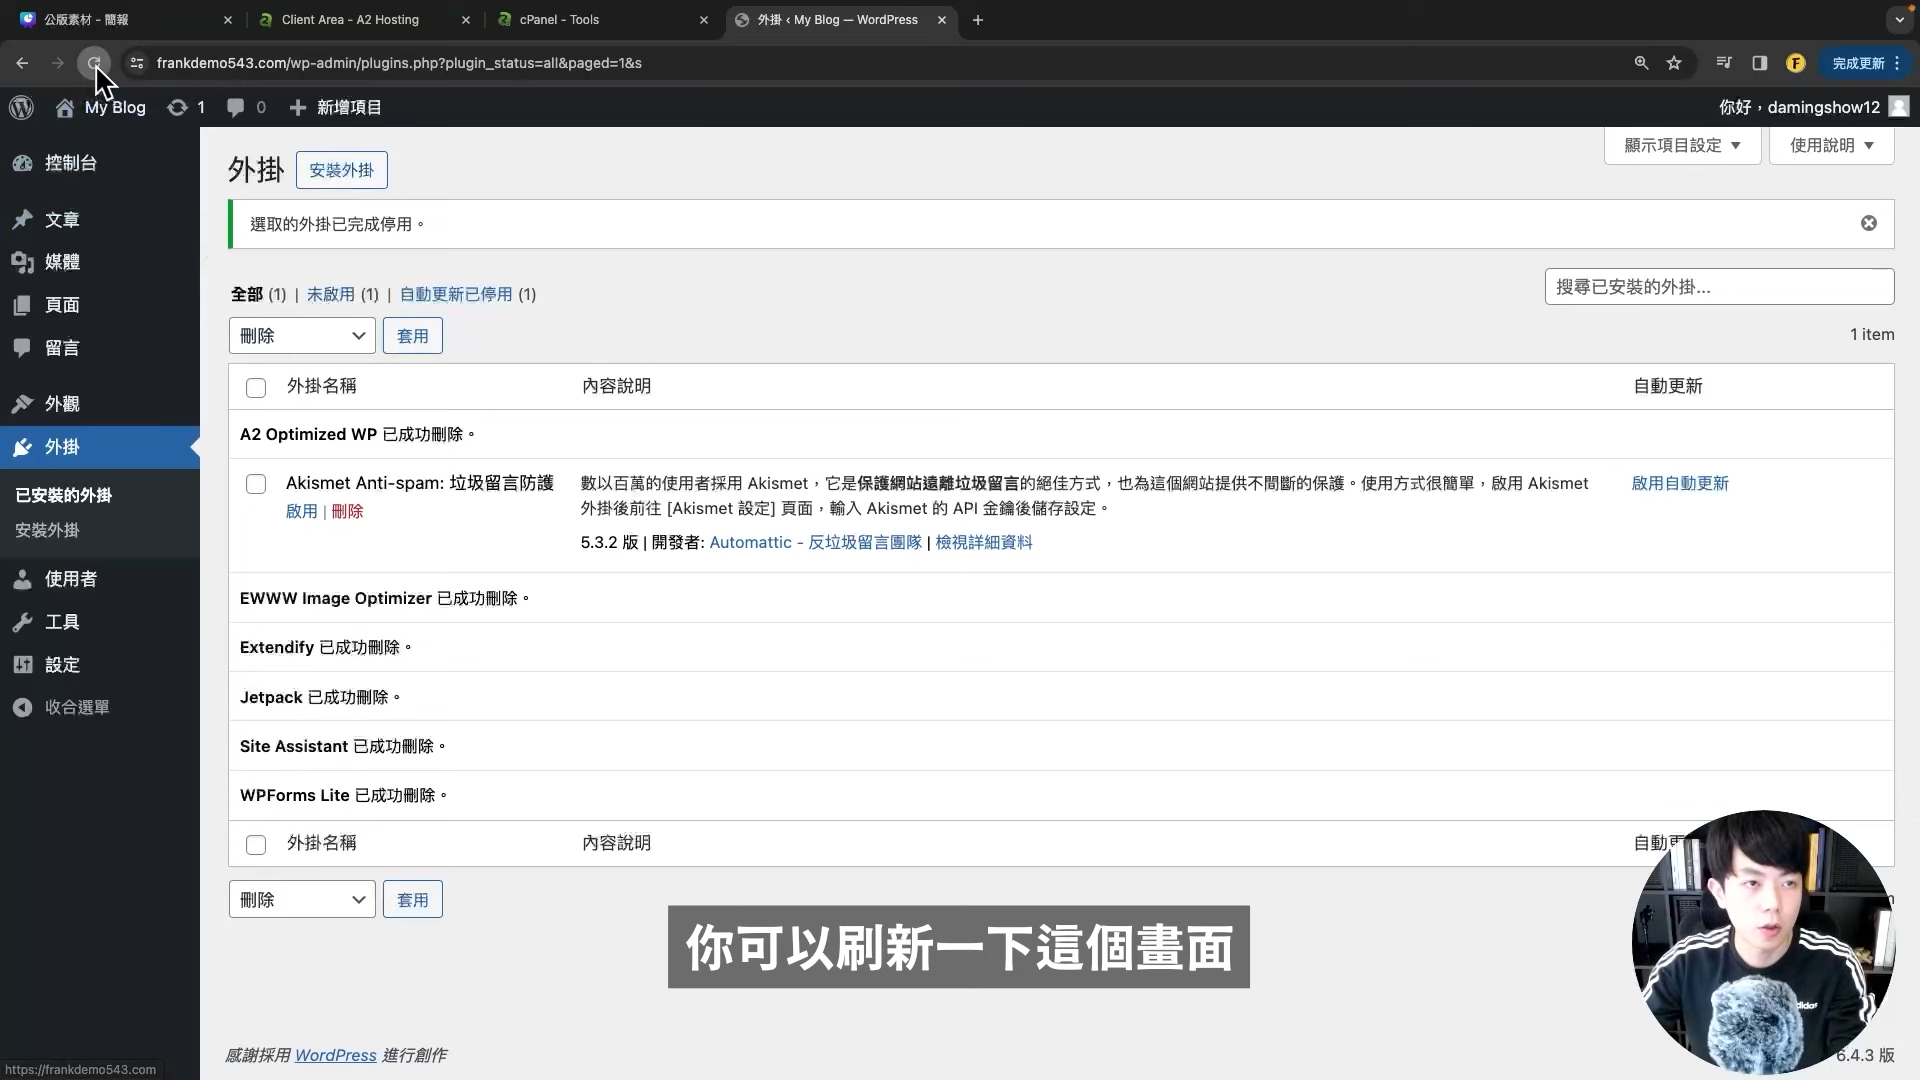 公版素材 - 簡報
Client Area - A2 Hosting
cPanel - Tools
外掛 ‹ My Blog — WordPress
frankdemo543.com/wp-admin/plugins.php?plugin_status=all&paged=1&s
F
完成更新
My Blog
1
0
新增項目
你好，damingshow12
控制台
文章
媒體
頁面
留言
外觀
外掛
已安裝的外掛
安裝外掛
使用者
工具
設定
收合選單
顯示項目設定
使用說明
外掛
安裝外掛
選取的外掛已完成停用。
全部 (1) | 未啟用 (1) | 自動更新已停用 (1)
搜尋已安裝的外掛...
刪除
套用
1 item
外掛名稱
內容說明
自動更新
A2 Optimized WP 已成功刪除。
Akismet Anti-spam: 垃圾留言防護
啟用 | 刪除
數以百萬的使用者採用 Akismet，它是保護網站遠離垃圾留言的絕佳方式，也為這個網站提供不間斷的保護。使用方式很簡單，啟用 Akismet
外掛後前往 [Akismet 設定] 頁面，輸入 Akismet 的 API 金鑰後儲存設定。
5.3.2 版 | 開發者: Automattic - 反垃圾留言團隊 | 檢視詳細資料
啟用自動更新
EWWW Image Optimizer 已成功刪除。
Extendify 已成功刪除。
Jetpack 已成功刪除。
Site Assistant 已成功刪除。
WPForms Lite 已成功刪除。
外掛名稱
內容說明
自動更
刪除
套用
你可以刷新一下這個畫面
adidas
感謝採用 WordPress 進行創作
6.4.3 版
https://frankdemo543.com